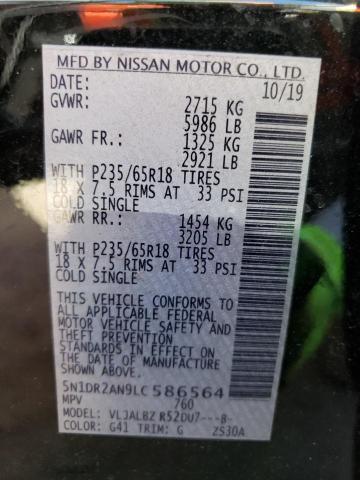 MFD BY NISSAN MOTOR CO., LTD.
DATE: 10/19
GVWR: 2715 KG
5986 LB
GAWR FR.: 1325 KG
2921 LB
WITH P235/65R18 TIRES
18 X 7.5 RIMS AT 33 PSI
COLD SINGLE
GAWR RR.: 1454 KG
3205 LB
WITH P235/65R18 TIRES
18 X 7.5 RIMS AT 33 PSI
COLD SINGLE
THIS VEHICLE CONFORMS TO
ALL APPLICABLE FEDERAL
MOTOR VEHICLE SAFETY
& THEFT PREVENTION
STANDARDS IN EFFECT ON
THE DATE OF MANUFACTURE
SHOWN ABOVE.
5N1DR2AN9LC586564
MPV 760
MODEL: VLJALBZ R52DU7---8-
COLOR: G41 TRIM: G ZS30A